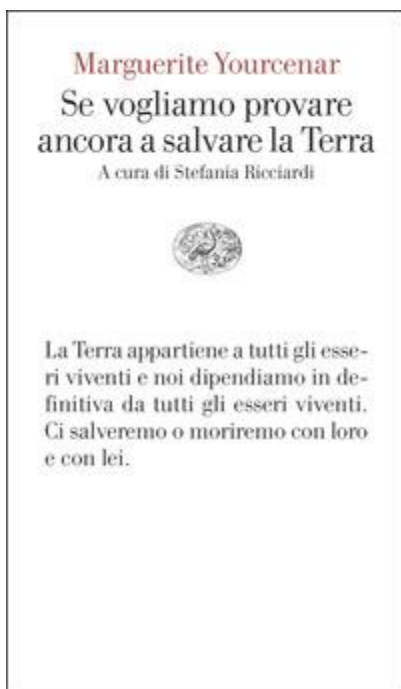 Marguerite Yourcenar
Se vogliamo provare
ancora a salvare la Terra
A cura di Stefania Ricciardi
La Terra appartiene a tutti gli esse-
ri viventi e noi dipendiamo in de-
finitiva da tutti gli esseri viventi.
Ci salveremo o moriremo con loro
e con lei.